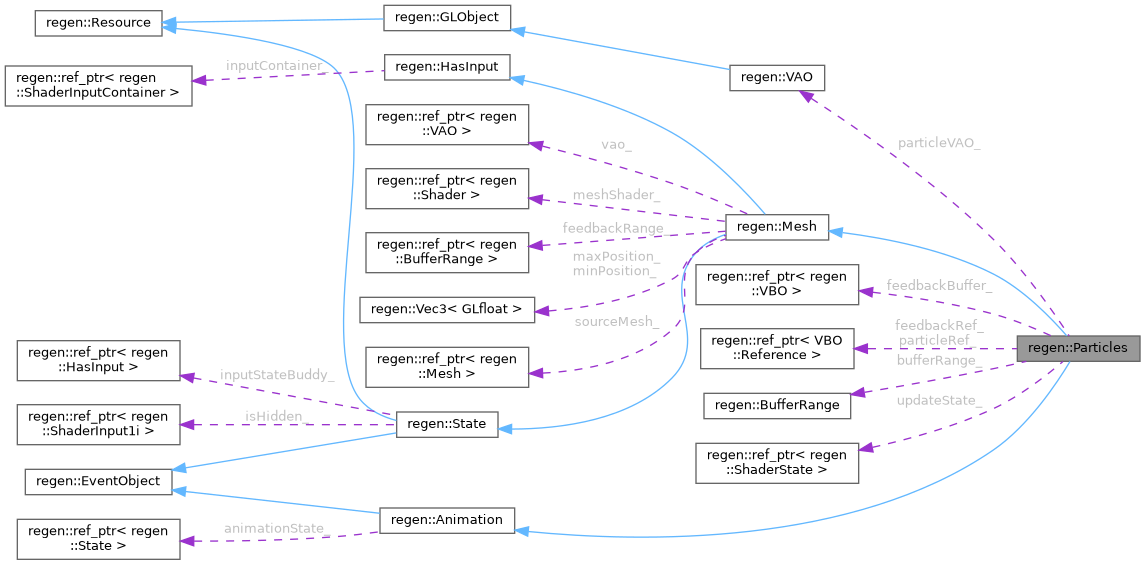 regen::Resource
regen::GLObject
regen::HasInput
inputContainer_
regen::ref_ptr< regen
::ShaderInputContainer >
regen::VAO
regen::ref_ptr< regen
::VAO >
vao_
particleVAO_
regen::ref_ptr< regen
::Shader >
meshShader_
regen::Mesh
feedbackRange_
regen::ref_ptr< regen
::BufferRange >
maxPosition_
minPosition_
regen::ref_ptr< regen
::VBO >
feedbackBuffer_
regen::Vec3< GLfloat >
sourceMesh_
feedbackRef_
particleRef_
regen::ref_ptr< VBO
::Reference >
regen::Particles
regen::ref_ptr< regen
::HasInput >
inputStateBuddy_
regen::ref_ptr< regen
::Mesh >
bufferRange_
regen::BufferRange
updateState_
regen::ref_ptr< regen
::ShaderInput1i >
isHidden_
regen::State
regen::ref_ptr< regen
::ShaderState >
regen::EventObject
regen::Animation
animationState_
regen::ref_ptr< regen
::State >